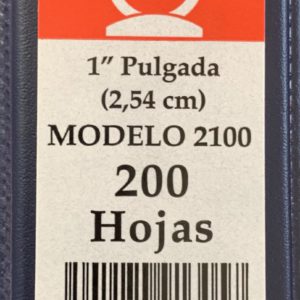 1” Pulgada
(2,54 cm)
MODELO 2100
200
Hojas